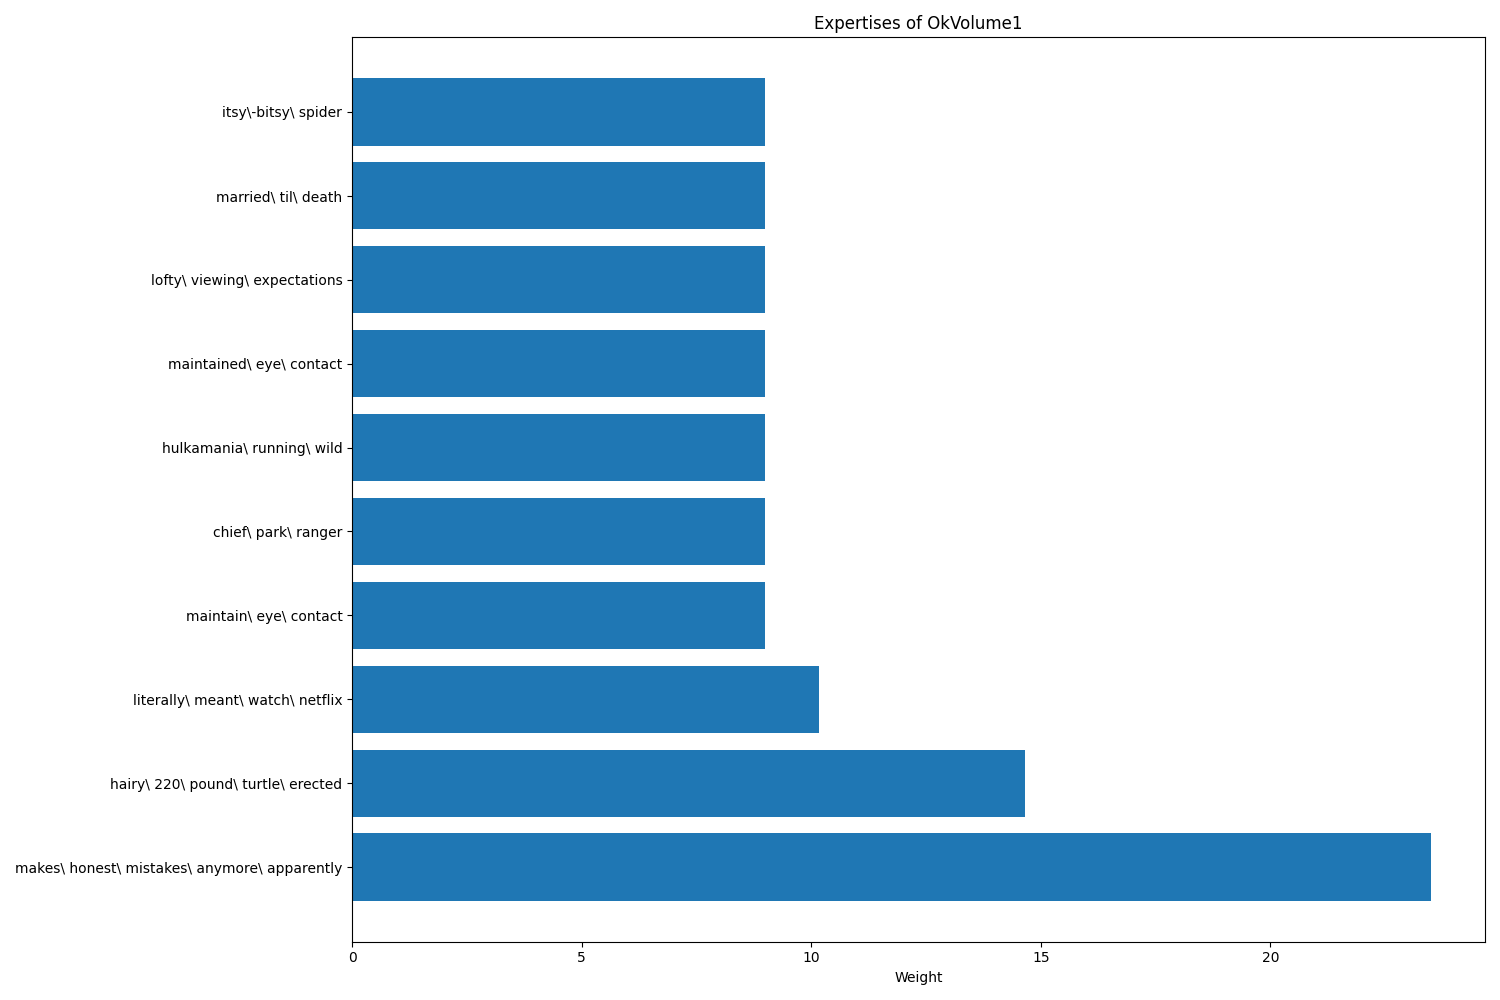 Expertises of OkVolume1
itsy\-bitsy\ spider
married\ til\ death
lofty\ viewing\ expectations
maintained\ eye\ contact
hulkamania\ running\ wild
chief\ park\ ranger
maintain\ eye\ contact
literally\ meant\ watch\ netflix
hairy\ 220\ pound\ turtle\ erected
makes\ honest\ mistakes\ anymore\ apparently
0 5 10 15 20
Weight